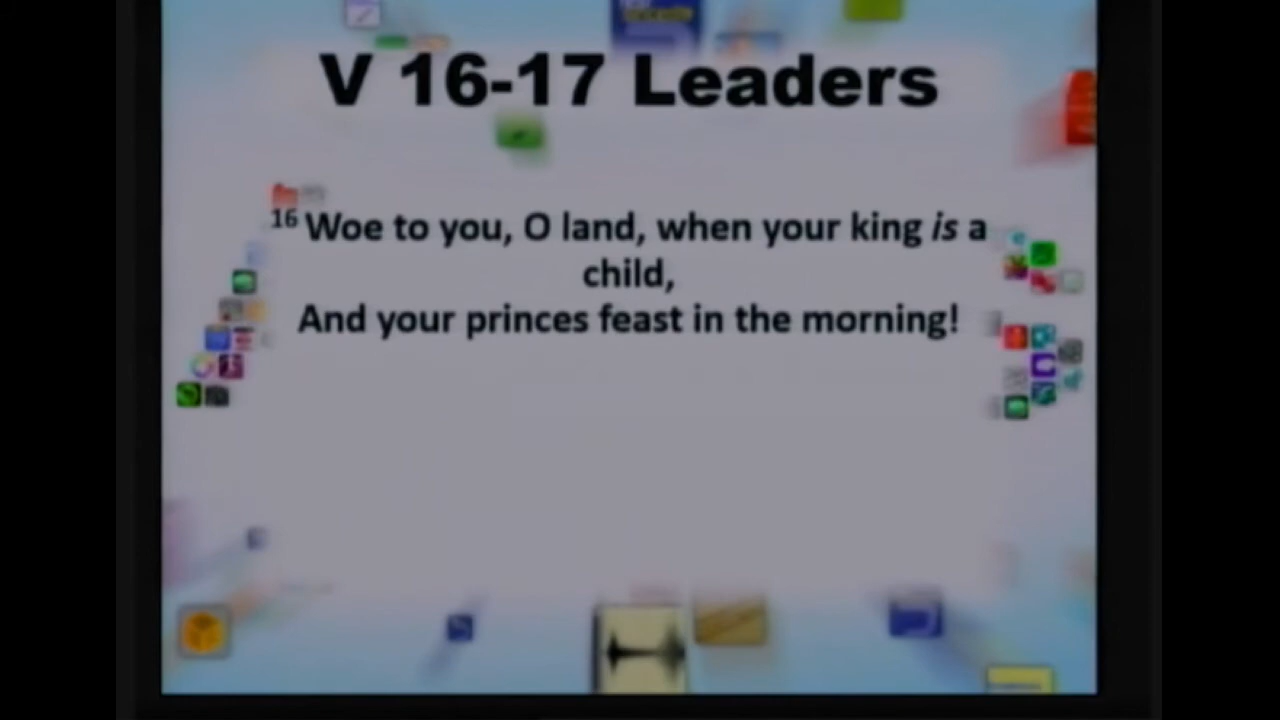 V 16-17 Leaders
16 Woe to you, O land, when your king is a
child,
And your princes feast in the morning!